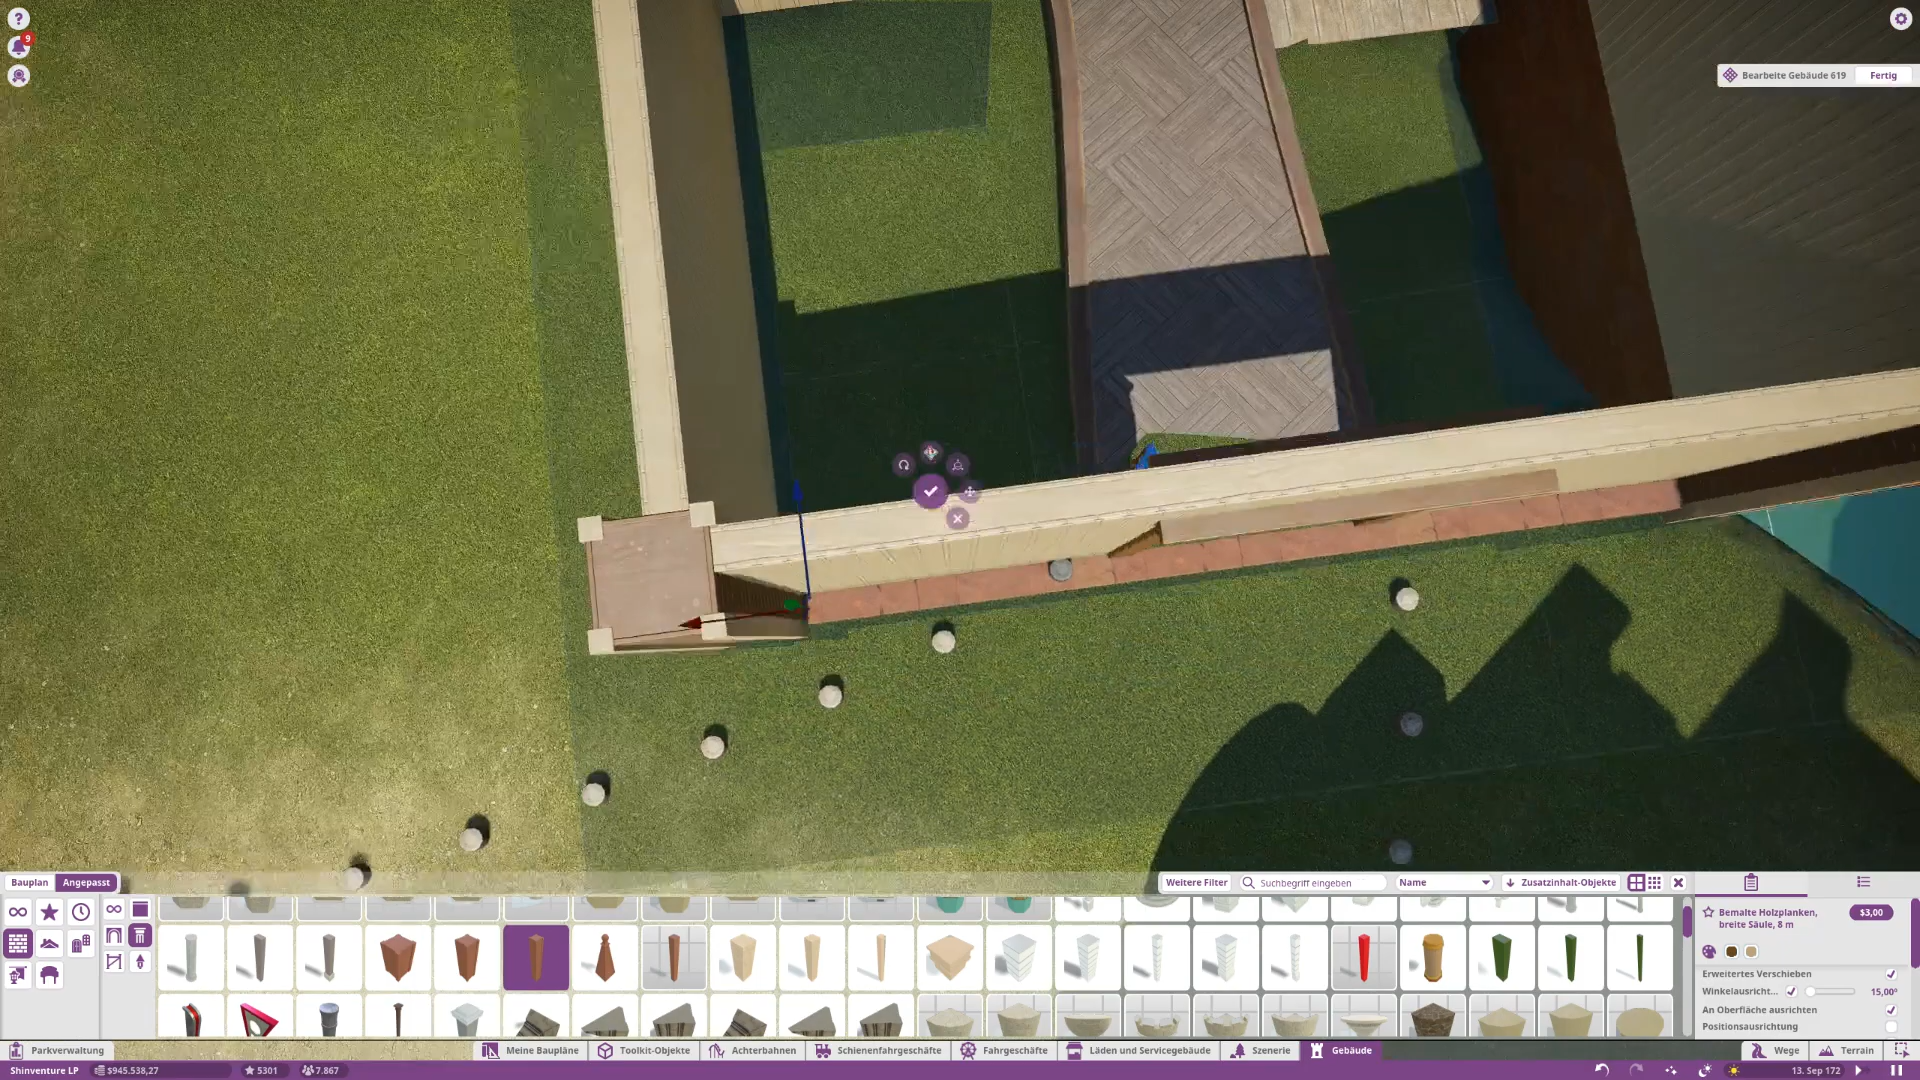 ?
9
Bearbeite Gebäude 619
Fertig
Bauplan
Angepasst
Weitere Filter
Suchbegriff eingeben
Name
Zusatzinhalt-Objekte
Bemalte Holzplanken,
breite Säule, 8 m
$3,00
Erweitertes Verschieben
Winkelausricht...
15,00°
An Oberfläche ausrichten
Positionsausrichtung
Parkverwaltung
Meine Baupläne
Toolkit-Objekte
Achterbahnen
Schienenfahrgeschäfte
Fahrgeschäfte
Läden und Servicegebäude
Szenerie
Gebäude
Wege
Terrain
Shinventure LP
$945.538,27
5301
7.867
13. Sep 172